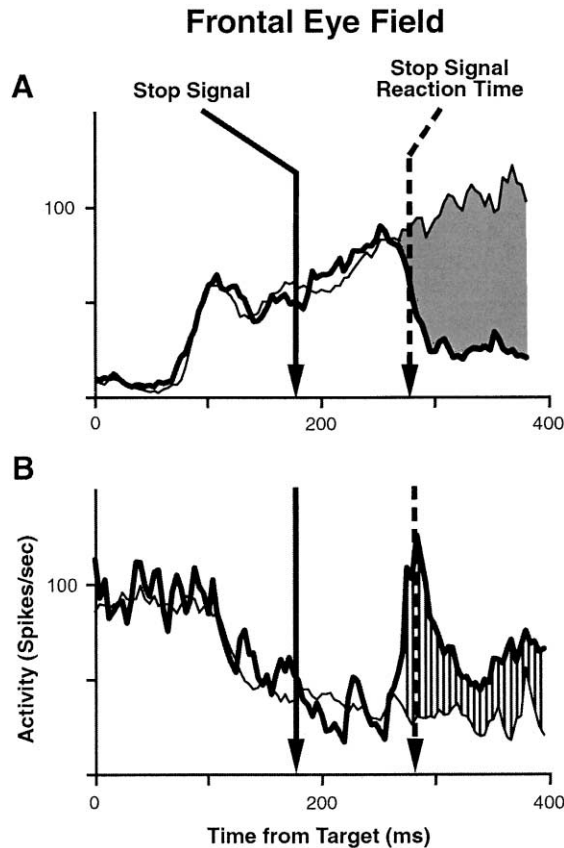 Frontal Eye Field
A
Stop Signal
Stop Signal
Reaction Time
100
0
200
400
B
100
Activity (Spikes/sec)
0
200
400
Time from Target (ms)